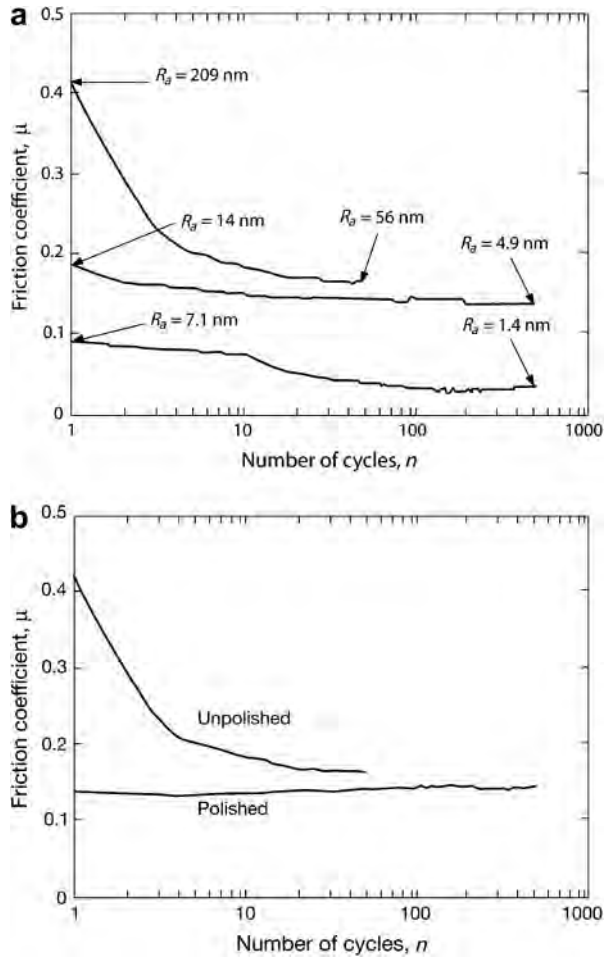 a
0.5
Rₐ = 209 nm
0.4
Friction coefficient, μ
0.3
Rₐ = 14 nm
Rₐ = 56 nm
Rₐ = 4.9 nm
0.2
Rₐ = 7.1 nm
Rₐ = 1.4 nm
0.1
0
1 10 100 1000
Number of cycles, n
b
0.5
0.4
Friction coefficient, μ
0.3
Unpolished
0.2
Polished
0.1
0
1 10 100 1000
Number of cycles, n